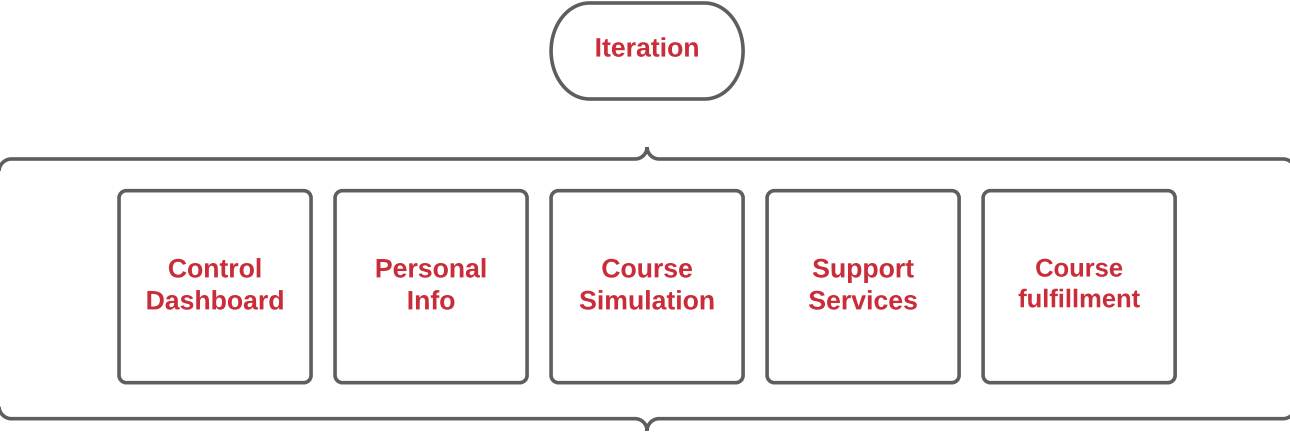 Iteration
Control
Dashboard
Personal
Info
Course
Simulation
Support
Services
Course
fulfillment